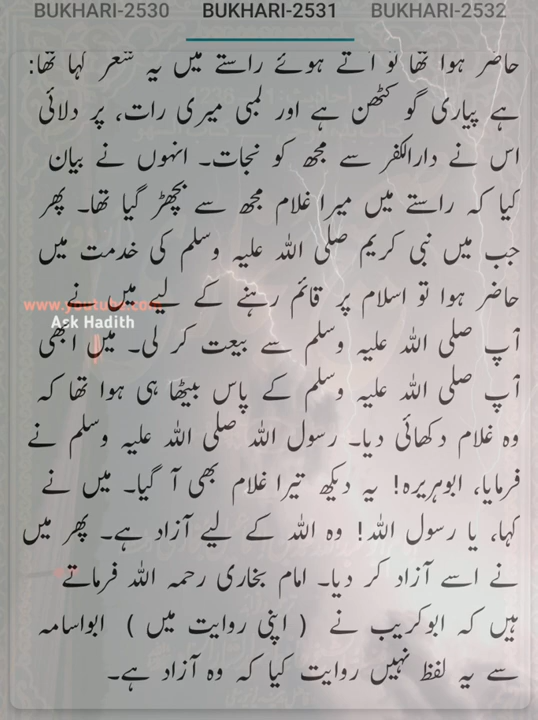 BUKHARI-2530 BUKHARI-2531 BUKHARI-2532
حاضر ہوا تھا تو آتے ہوئے راستے میں یہ شعر کہا تھا:
ہے پیاری گو کٹھن ہے اور لمبی میری رات، پر دلائی
اس نے دارالکفر سے مجھ کو نجات۔ انہوں نے بیان
کیا کہ راستے میں میرا غلام مجھ سے بچھڑ گیا تھا۔ پھر
جب میں نبی کریم صلی اللہ علیہ وسلم کی خدمت میں
حاضر ہوا تو اسلام پر قائم رہنے کے لیے میں نے
www.youtube.com
Ask Hadith
آپ صلی اللہ علیہ وسلم سے بیعت کر لی۔ میں ابھی
آپ صلی اللہ علیہ وسلم کے پاس بیٹھا ہی ہوا تھا کہ
وہ غلام دکھائی دیا۔ رسول اللہ صلی اللہ علیہ وسلم نے
فرمایا، ابوہریرہ! یہ دیکھ تیرا غلام بھی آ گیا۔ میں نے
کہا، یا رسول اللہ! وہ اللہ کے لیے آزاد ہے۔ پھر میں
نے اسے آزاد کر دیا۔ امام بخاری رحمہ اللہ فرماتے
ہیں کہ ابوکریب نے ( اپنی روایت میں ) ابواسامہ
سے یہ لفظ نہیں روایت کیا کہ وہ آزاد ہے۔